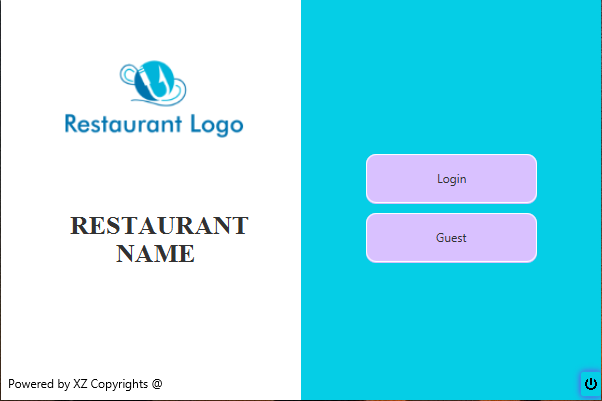 Restaurant Logo
RESTAURANT
NAME
Login
Guest
Powered by XZ Copyrights @